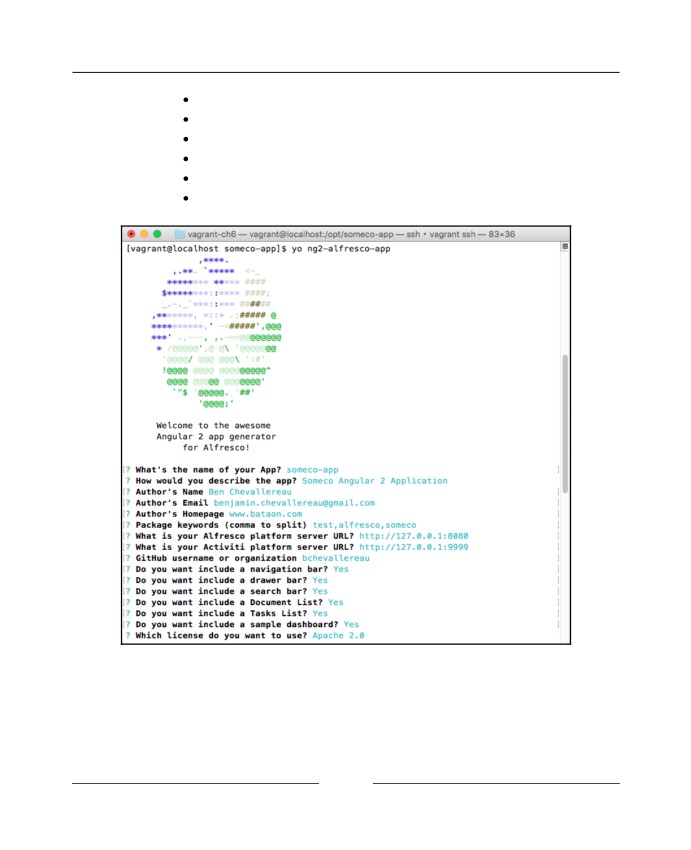 vagrant-ch6 — vagrant@localhost:/opt/someco-app — ssh • vagrant ssh — 83×36
[vagrant@localhost someco-app]$ yo ng2-alfresco-app
Welcome to the awesome
Angular 2 app generator
for Alfresco!
[? What's the name of your App? someco-app ]
? How would you describe the app? Someco Angular 2 Application
[? Author's Name Ben Chevallereau ]
[? Author's Email benjamin.chevallereau@gmail.com ]
[? Author's Homepage www.bataon.com ]
[? Package keywords (comma to split) test,alfresco,someco ]
[? What is your Alfresco platform server URL? http://127.0.0.1:8080 ]
[? What is your Activiti platform server URL? http://127.0.0.1:9999 ]
[? GitHub username or organization bchevallereau ]
[? Do you want include a navigation bar? Yes ]
[? Do you want include a drawer bar? Yes ]
[? Do you want include a search bar? Yes ]
[? Do you want include a Document List? Yes ]
[? Do you want include a Tasks List? Yes ]
[? Do you want include a sample dashboard? Yes ]
? Which license do you want to use? Apache 2.0